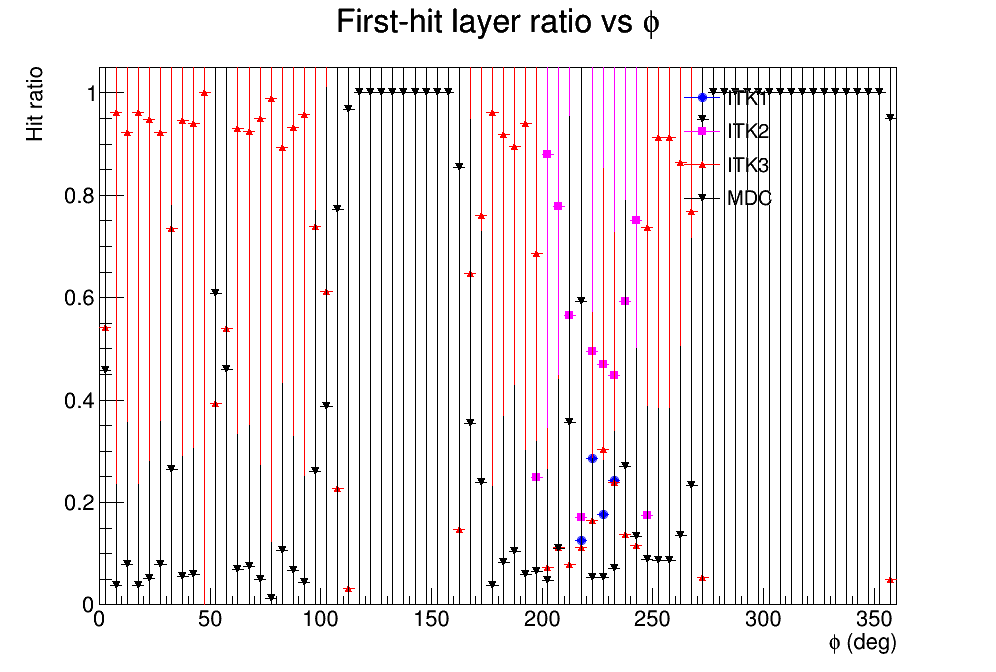 First-hit layer ratio vs ϕ
Hit ratio
1
0.8
0.6
0.4
0.2
0
ITK1
ITK2
ITK3
MDC
0 50 100 150 200 250 300 350
ϕ (deg)